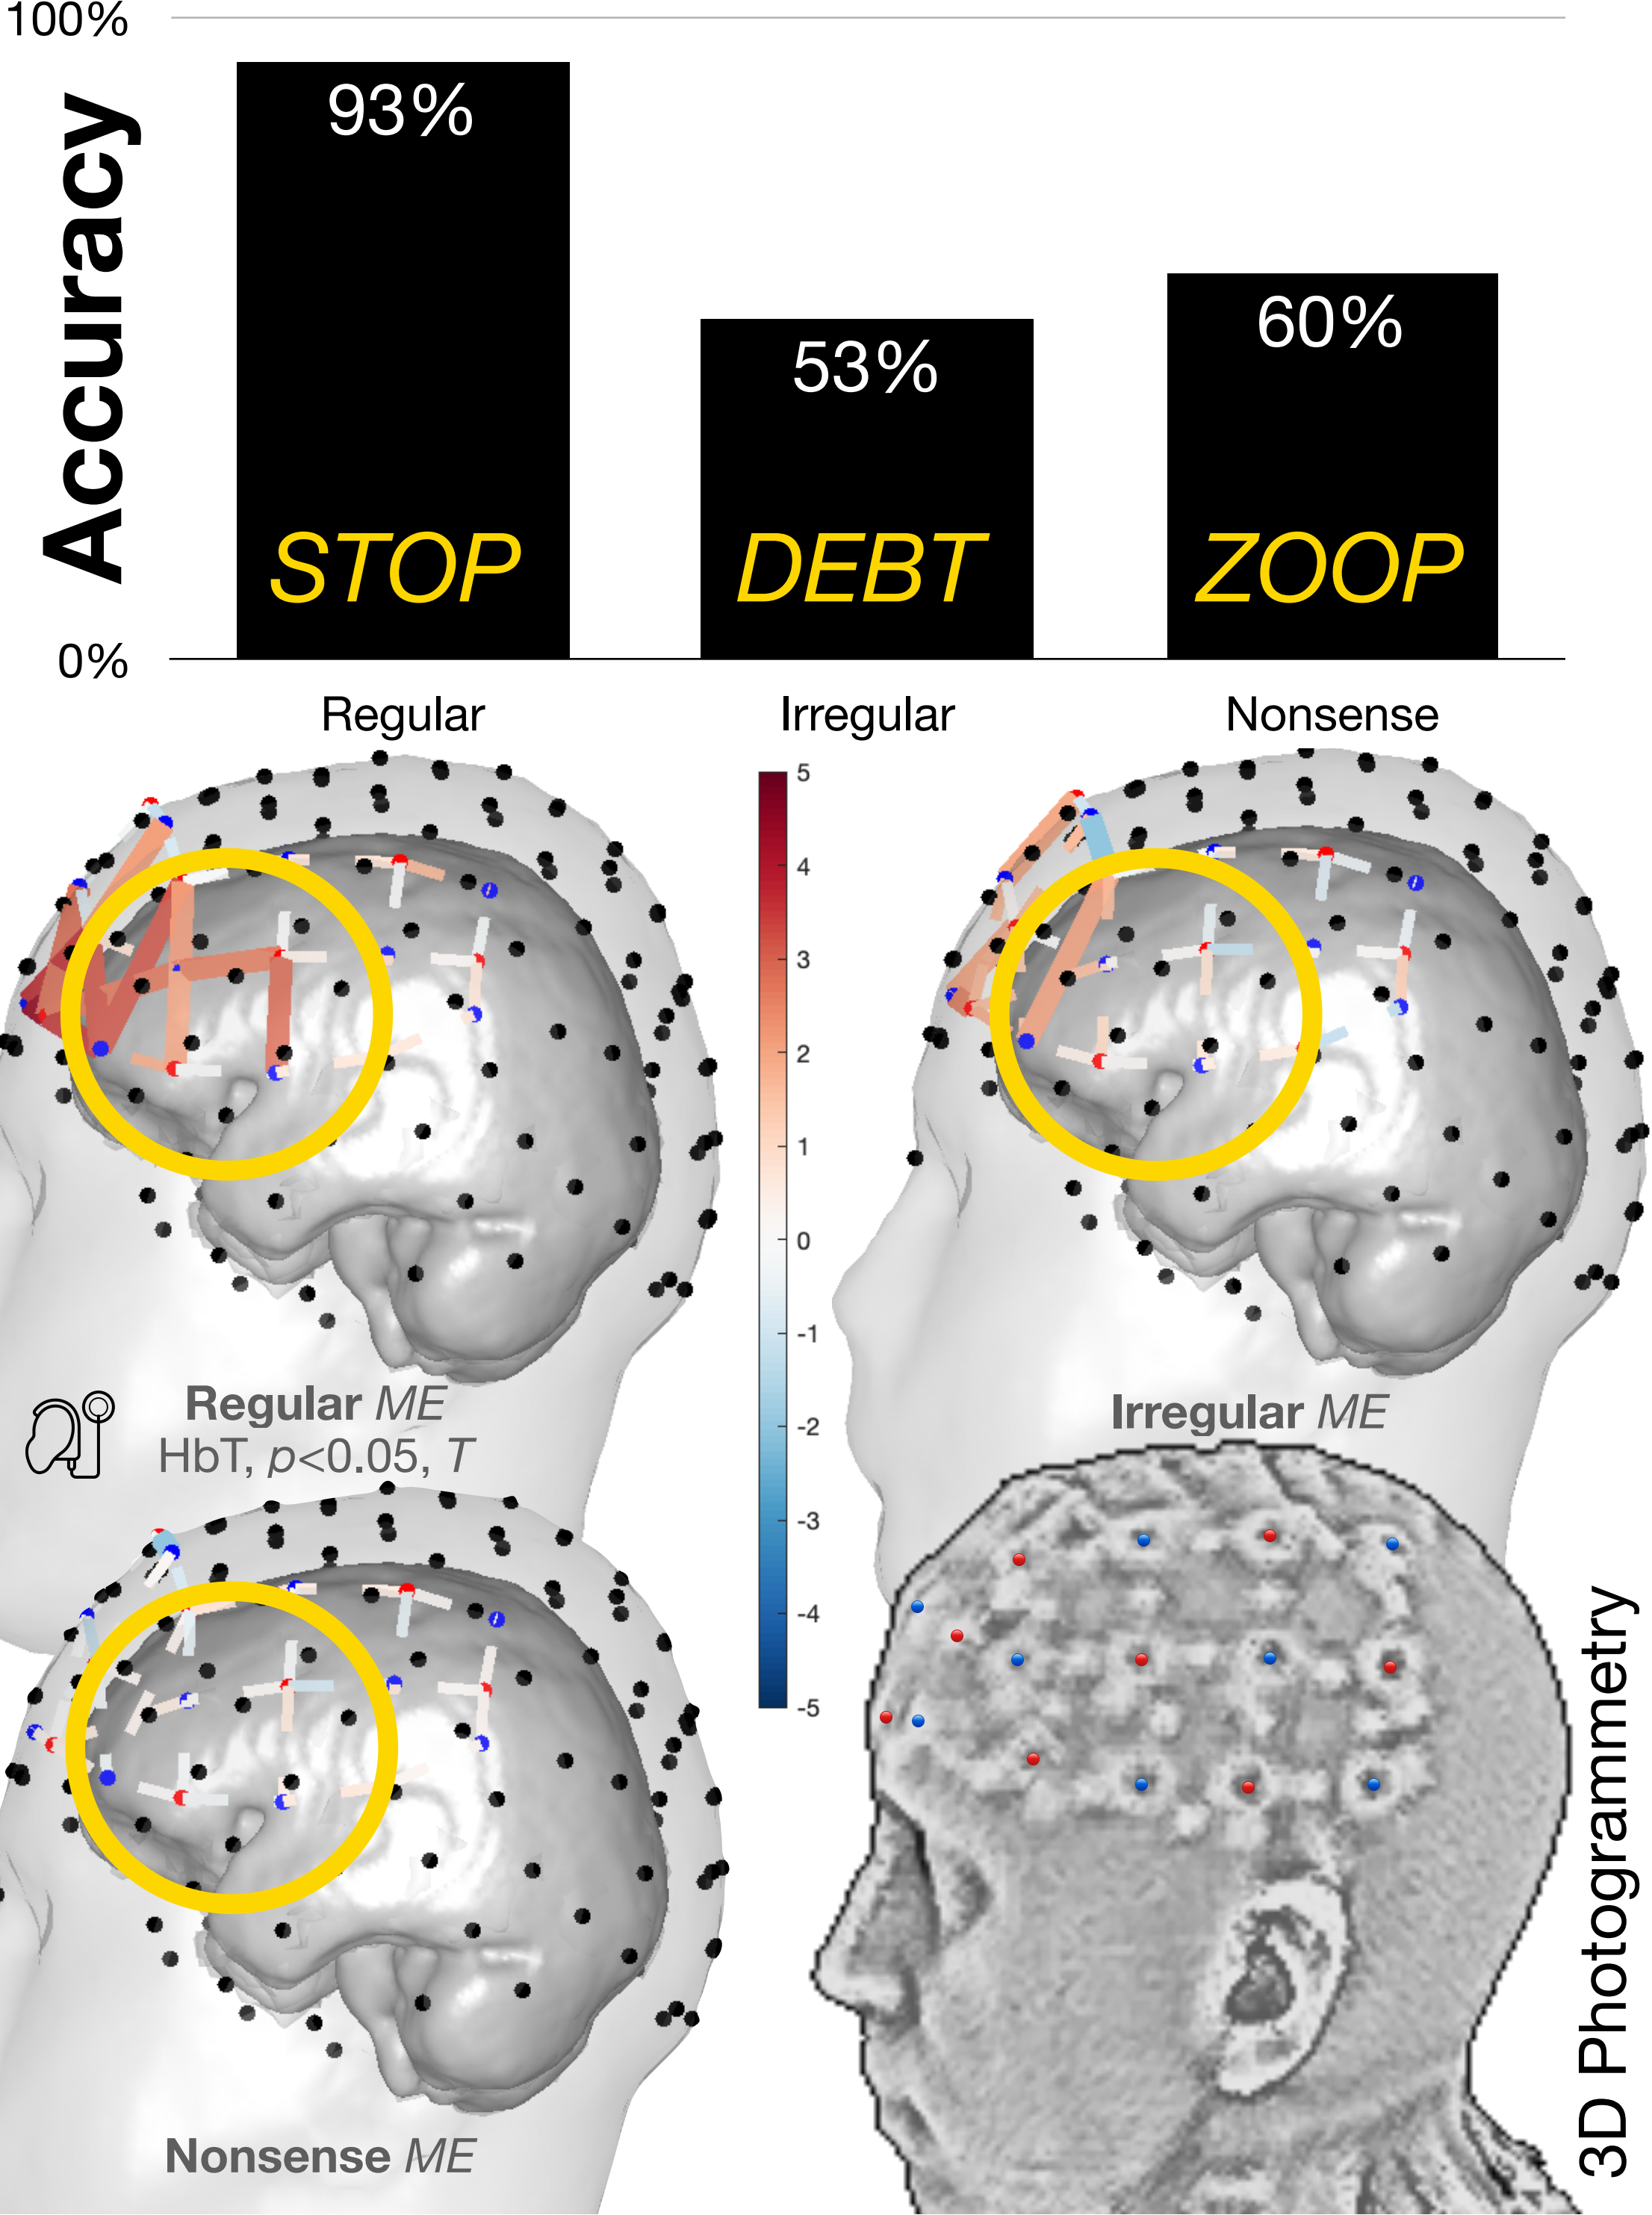 100%
Accuracy
93%
53%
60%
STOP
DEBT
ZOOP
0%
Regular
Irregular
Nonsense
5
4
3
2
1
0
-1
-2
-3
-4
-5
Regular ME
HbT, p<0.05, T
Irregular ME
Nonsense ME
3D Photogrammetry